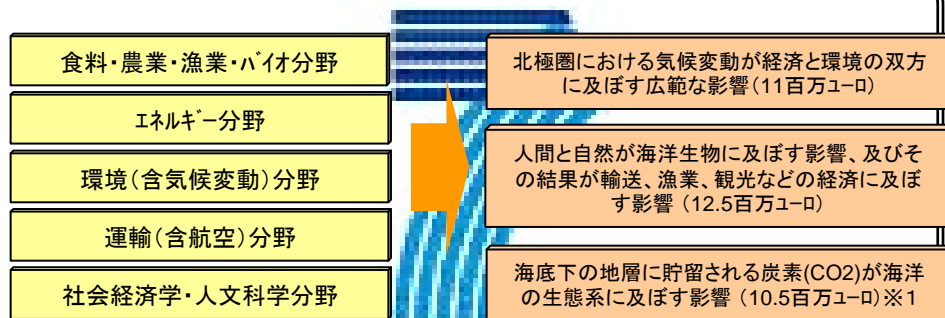 食料・農業・漁業・バイオ分野
エネルギー分野
環境(含気候変動)分野
運輸(含航空)分野
社会経済学・人文科学分野
北極圏における気候変動が経済と環境の双方
に及ぼす広範な影響(11百万ユーロ)
人間と自然が海洋生物に及ぼす影響、及びそ
の結果が輸送、漁業、観光などの経済に及ぼ
す影響 (12.5百万ユーロ)
海底下の地層に貯留される炭素(CO2)が海洋
の生態系に及ぼす影響 (10.5百万ユーロ)※1